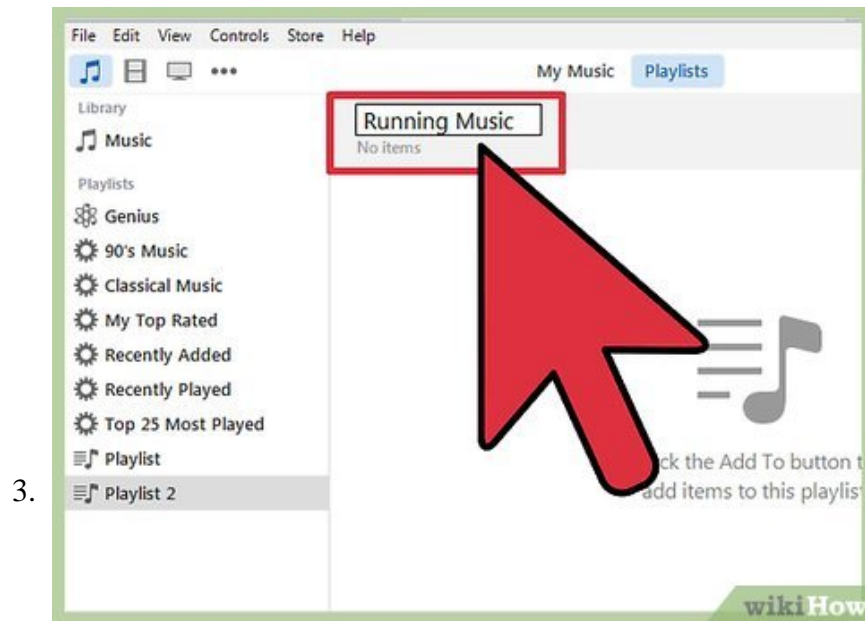 File Edit View Controls Store Help
My Music Playlists
Library
Music
Running Music
No items
Playlists
Genius
90's Music
Classical Music
My Top Rated
Recently Added
Recently Played
Top 25 Most Played
Playlist
the Add To button
add items to this
3.
Playlist 2
wikiHow